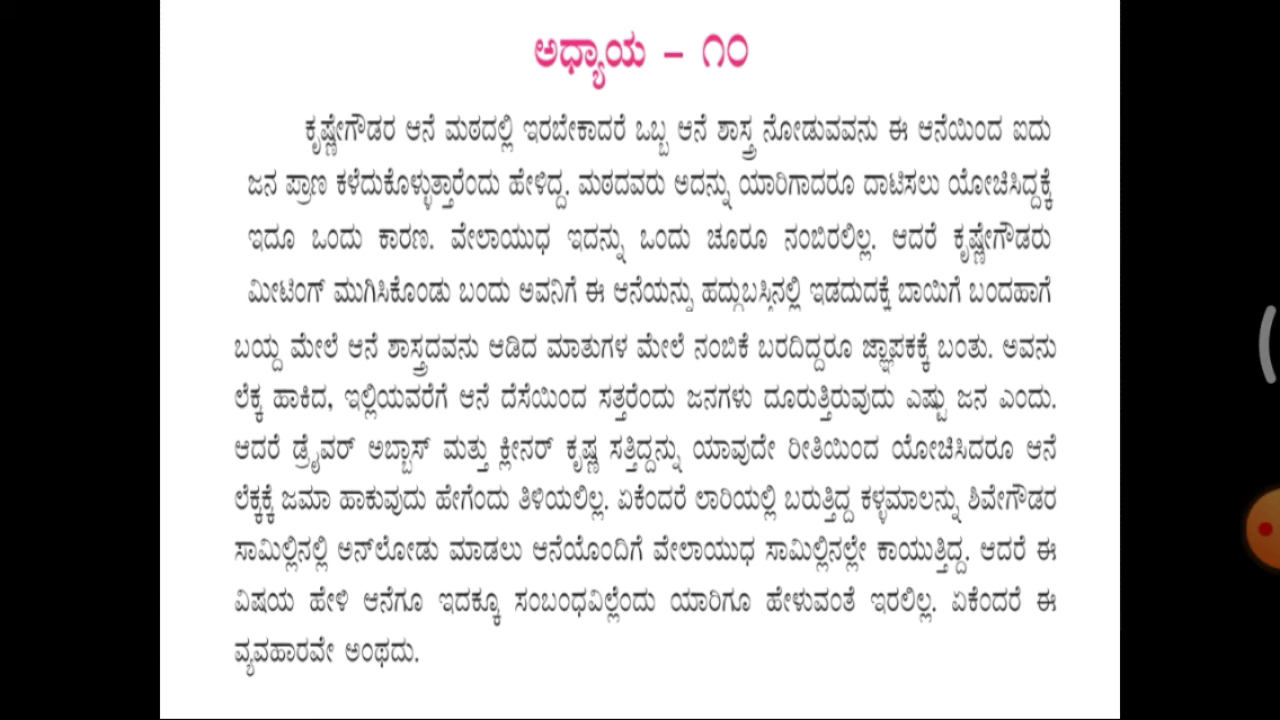 ಅಧ್ಯಾಯ – ೧೦
ಕೃಷ್ಣೇಗೌಡರ ಆನೆ ಮಠದಲ್ಲಿ ಇರಬೇಕಾದರೆ ಒಬ್ಬ ಆನೆ ಶಾಸ್ತ್ರ ನೋಡುವವನು ಈ ಆನೆಯಿಂದ ಐದು
ಜನ ಪ್ರಾಣ ಕಳೆದುಕೊಳ್ಳುತ್ತಾರೆಂದು ಹೇಳಿದ್ದ. ಮಠದವರು ಅದನ್ನು ಯಾರಿಗಾದರೂ ದಾಟಿಸಲು ಯೋಚಿಸಿದ್ದಕ್ಕೆ
ಇದೂ ಒಂದು ಕಾರಣ. ವೇಲಾಯುಧ ಇದನ್ನು ಒಂದು ಚೂರೂ ನಂಬಿರಲಿಲ್ಲ. ಆದರೆ ಕೃಷ್ಣೇಗೌಡರು
ಮೀಟಿಂಗ್ ಮುಗಿಸಿಕೊಂಡು ಬಂದು ಅವನಿಗೆ ಈ ಆನೆಯನ್ನು ಹದ್ದುಬಸ್ತಿನಲ್ಲಿ ಇಡದುದಕ್ಕೆ ಬಾಯಿಗೆ ಬಂದಹಾಗೆ
ಬಯ್ದ ಮೇಲೆ ಆನೆ ಶಾಸ್ತ್ರದವನು ಆಡಿದ ಮಾತುಗಳ ಮೇಲೆ ನಂಬಿಕೆ ಬರದಿದ್ದರೂ ಜ್ಞಾಪಕಕ್ಕೆ ಬಂತು. ಅವನು
ಲೆಕ್ಕ ಹಾಕಿದ, ಇಲ್ಲಿಯವರೆಗೆ ಆನೆ ದೆಸೆಯಿಂದ ಸತ್ತರೆಂದು ಜನಗಳು ದೂರುತ್ತಿರುವುದು ಎಷ್ಟು ಜನ ಎಂದು.
ಆದರೆ ಡ್ರೈವರ್ ಅಬ್ಬಾಸ್ ಮತ್ತು ಕ್ಲೀನರ್ ಕೃಷ್ಣ ಸತ್ತಿದ್ದನ್ನು ಯಾವುದೇ ರೀತಿಯಿಂದ ಯೋಚಿಸಿದರೂ ಆನೆ
ಲೆಕ್ಕಕ್ಕೆ ಜಮಾ ಹಾಕುವುದು ಹೇಗೆಂದು ತಿಳಿಯಲಿಲ್ಲ. ಏಕೆಂದರೆ ಲಾರಿಯಲ್ಲಿ ಬರುತ್ತಿದ್ದ ಕಳ್ಳಮಾಲನ್ನು ಶಿವೇಗೌಡರ
ಸಾಮಿಲ್ಲಿನಲ್ಲಿ ಅನ್‌ಲೋಡು ಮಾಡಲು ಆನೆಯೊಂದಿಗೆ ವೇಲಾಯುಧ ಸಾಮಿಲ್ಲಿನಲ್ಲೇ ಕಾಯುತ್ತಿದ್ದ. ಆದರೆ ಈ
ವಿಷಯ ಹೇಳಿ ಆನೆಗೂ ಇದಕ್ಕೂ ಸಂಬಂಧವಿಲ್ಲೆಂದು ಯಾರಿಗೂ ಹೇಳುವಂತೆ ಇರಲಿಲ್ಲ. ಏಕೆಂದರೆ ಈ
ವ್ಯವಹಾರವೇ ಅಂಥದು.